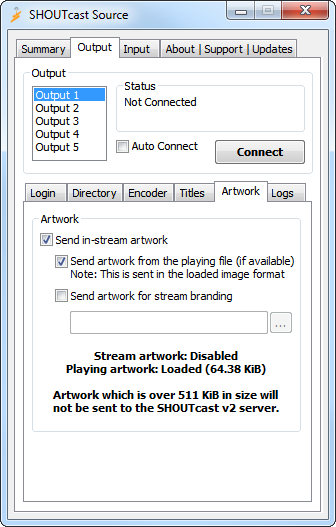 SHOUTcast Source
Summary Output Input About | Support | Updates
Output
Output 1
Output 2
Output 3
Output 4
Output 5
Status
Not Connected
Auto Connect
Connect
Login Directory Encoder Titles Artwork Logs
Artwork
Send in-stream artwork
Send artwork from the playing file (if available)
Note: This is sent in the loaded image format
Send artwork for stream branding
...
Stream artwork: Disabled
Playing artwork: Loaded (64.38 KiB)
Artwork which is over 511 KiB in size will
not be sent to the SHOUTcast v2 server.